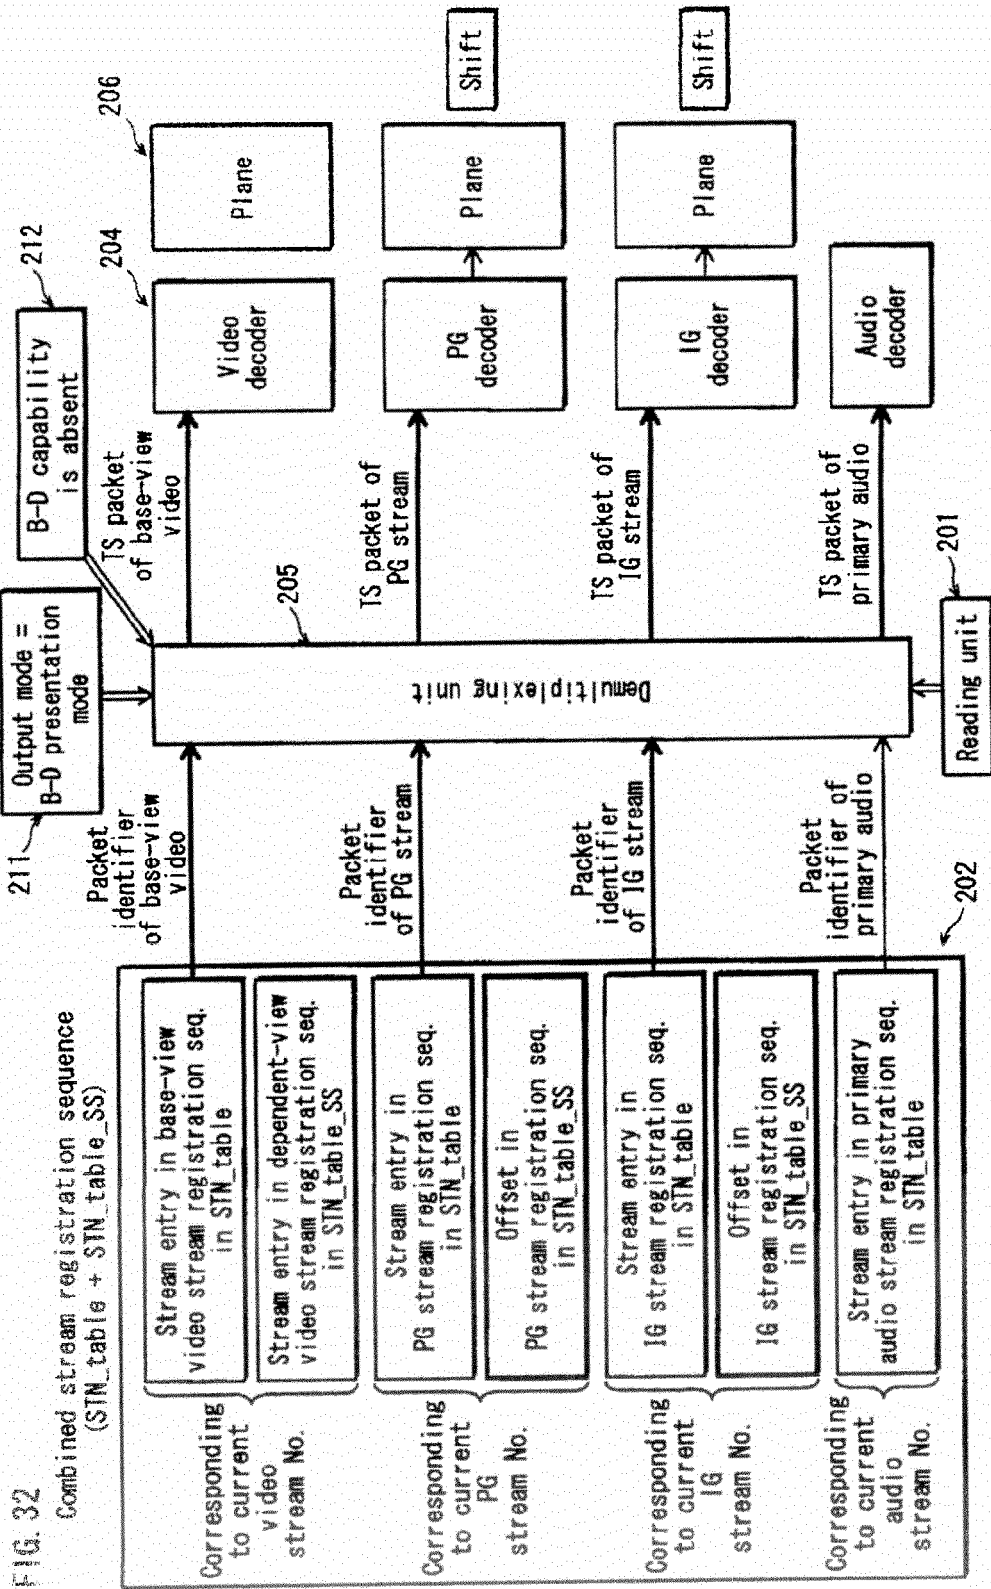 FIG. 32
Combined stream registration sequence
(STN_table + STN_table_SS)
Corresponding
to current
video
stream No.
Stream entry in base-view
video stream registration seq.
in STN_table
Stream entry in dependent-view
video stream registration seq.
in STN_table_SS
Corresponding
to current
PG
stream No.
Stream entry in
PG stream registration seq.
in STN_table
Offset in
PG stream registration seq.
in STN_table_SS
Corresponding
to current
IG
stream No.
Stream entry in
IG stream registration seq.
in STN_table
Offset in
IG stream registration seq.
in STN_table_SS
Corresponding
to current
audio
stream No.
Stream entry in primary
audio stream registration seq.
in STN_table
202
Packet
identifier
of base-view
video
Packet
identifier
of PG stream
Packet
identifier
of IG stream
Packet
identifier of
primary audio
211
Output mode =
B-D presentation
mode
212
B-D capability
is absent
205
Demultiplexing unit
201
Reading unit
TS packet
of base-view
video
TS packet of
PG stream
TS packet of
IG stream
TS packet of
primary audio
204
Video
decoder
PG
decoder
IG
decoder
Audio
decoder
206
Plane
Plane
Plane
Shift
Shift